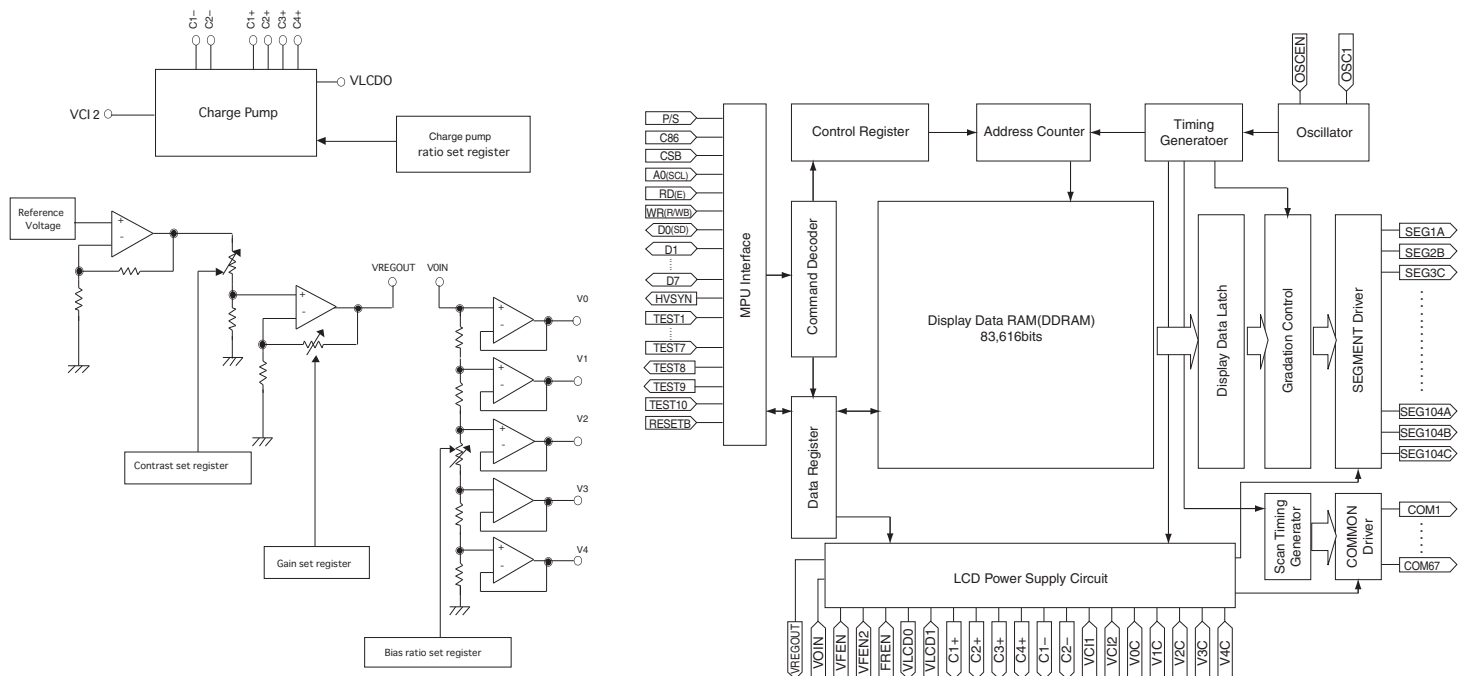 C1−
C2−
C1+
C2+
C3+
C4+
VLCDO
VCI 2
Charge Pump
Charge pump
ratio set register
Reference
Voltage
+
-
VREGOUT
VOIN
+
-
V0
+
-
V1
+
-
V2
+
-
V3
+
-
V4
+
-
Contrast set register
Gain set register
Bias ratio set register
OSCEN
OSC1
P/S
C86
CSB
A0(SCL)
RD(E)
WR(R/WB)
D0(SD)
D1
D7
HVSYN
TEST1
TEST7
TEST8
TEST9
TEST10
RESETB
MPU Interface
Control Register
Address Counter
Timing
Generatoer
Oscillator
Command Decoder
Data Register
Display Data RAM(DDRAM)
83,616bits
Display Data Latch
Gradation Control
SEGMENT Driver
SEG1A
SEG2B
SEG3C
SEG104A
SEG104B
SEG104C
Scan Timing
Generator
COMMON
Driver
COM1
COM67
LCD Power Supply Circuit
VREGOUT
VOIN
VFEN
VFEN2
FREN
VLCD0
VLCD1
C1+
C2+
C3+
C4+
C1−
C2−
VCI1
VCI2
V0C
V1C
V2C
V3C
V4C